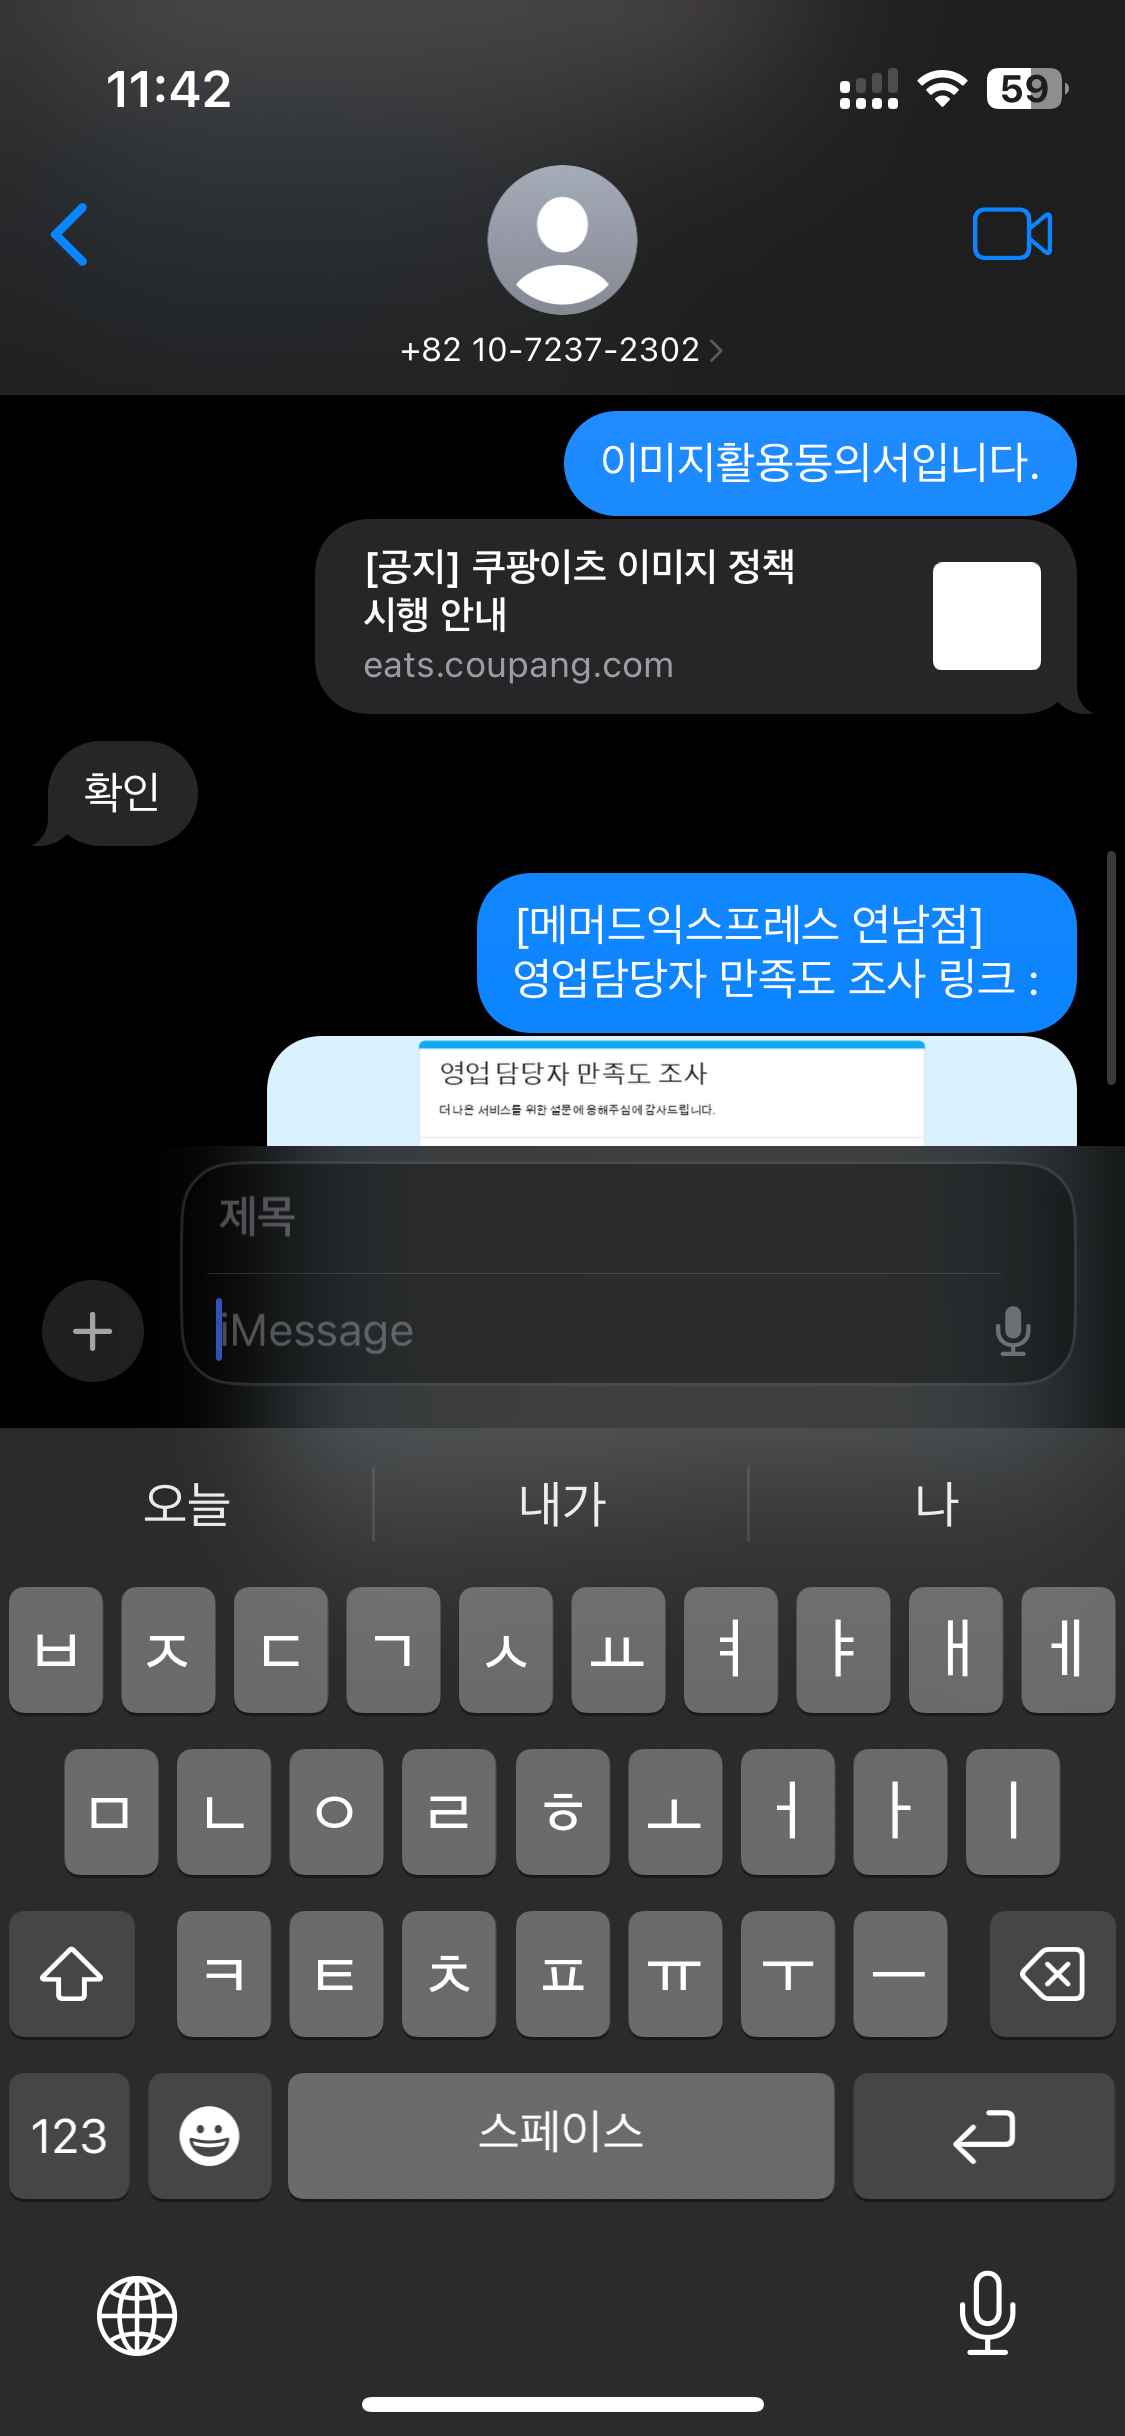 11:42
59
+82 10-7237-2302
이미지활용동의서입니다.
[공지] 쿠팡이츠 이미지 정책
시행 안내
eats.coupang.com
확인
[메머드익스프레스 연남점]
영업담당자 만족도 조사 링크 :
영업 담당자 만족도 조사
더 나은 서비스를 위한 설문에 응해주심에 감사드립니다.
제목
iMessage
오늘 내가 나
ㅂ ㅈ ㄷ ㄱ ㅅ ㅛ ㅕ ㅑ ㅐ ㅔ
ㅁ ㄴ ㅇ ㄹ ㅎ ㅗ ㅓ ㅏ ㅣ
ㅋ ㅌ ㅊ ㅍ ㅠ ㅜ ㅡ
123 스페이스